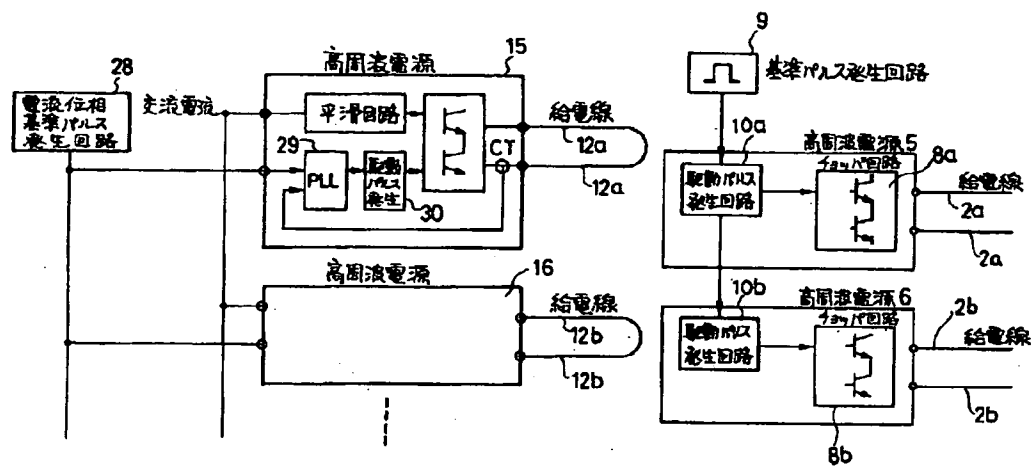 28
電流位相
基準パルス
発生回路
交流電源
高周波電源
15
平滑回路
29
PLL
駆動
パルス
発生
30
CT
給電線
12a
12a
高周波電源
16
給電線
12b
12b
9
基準パルス発生回路
10a
高周波電源5
チョッパ回路
8a
駆動パルス
発生回路
給電線
2a
2a
10b
高周波電源6
チョッパ回路
2b
駆動パルス
発生回路
給電線
2b
8b